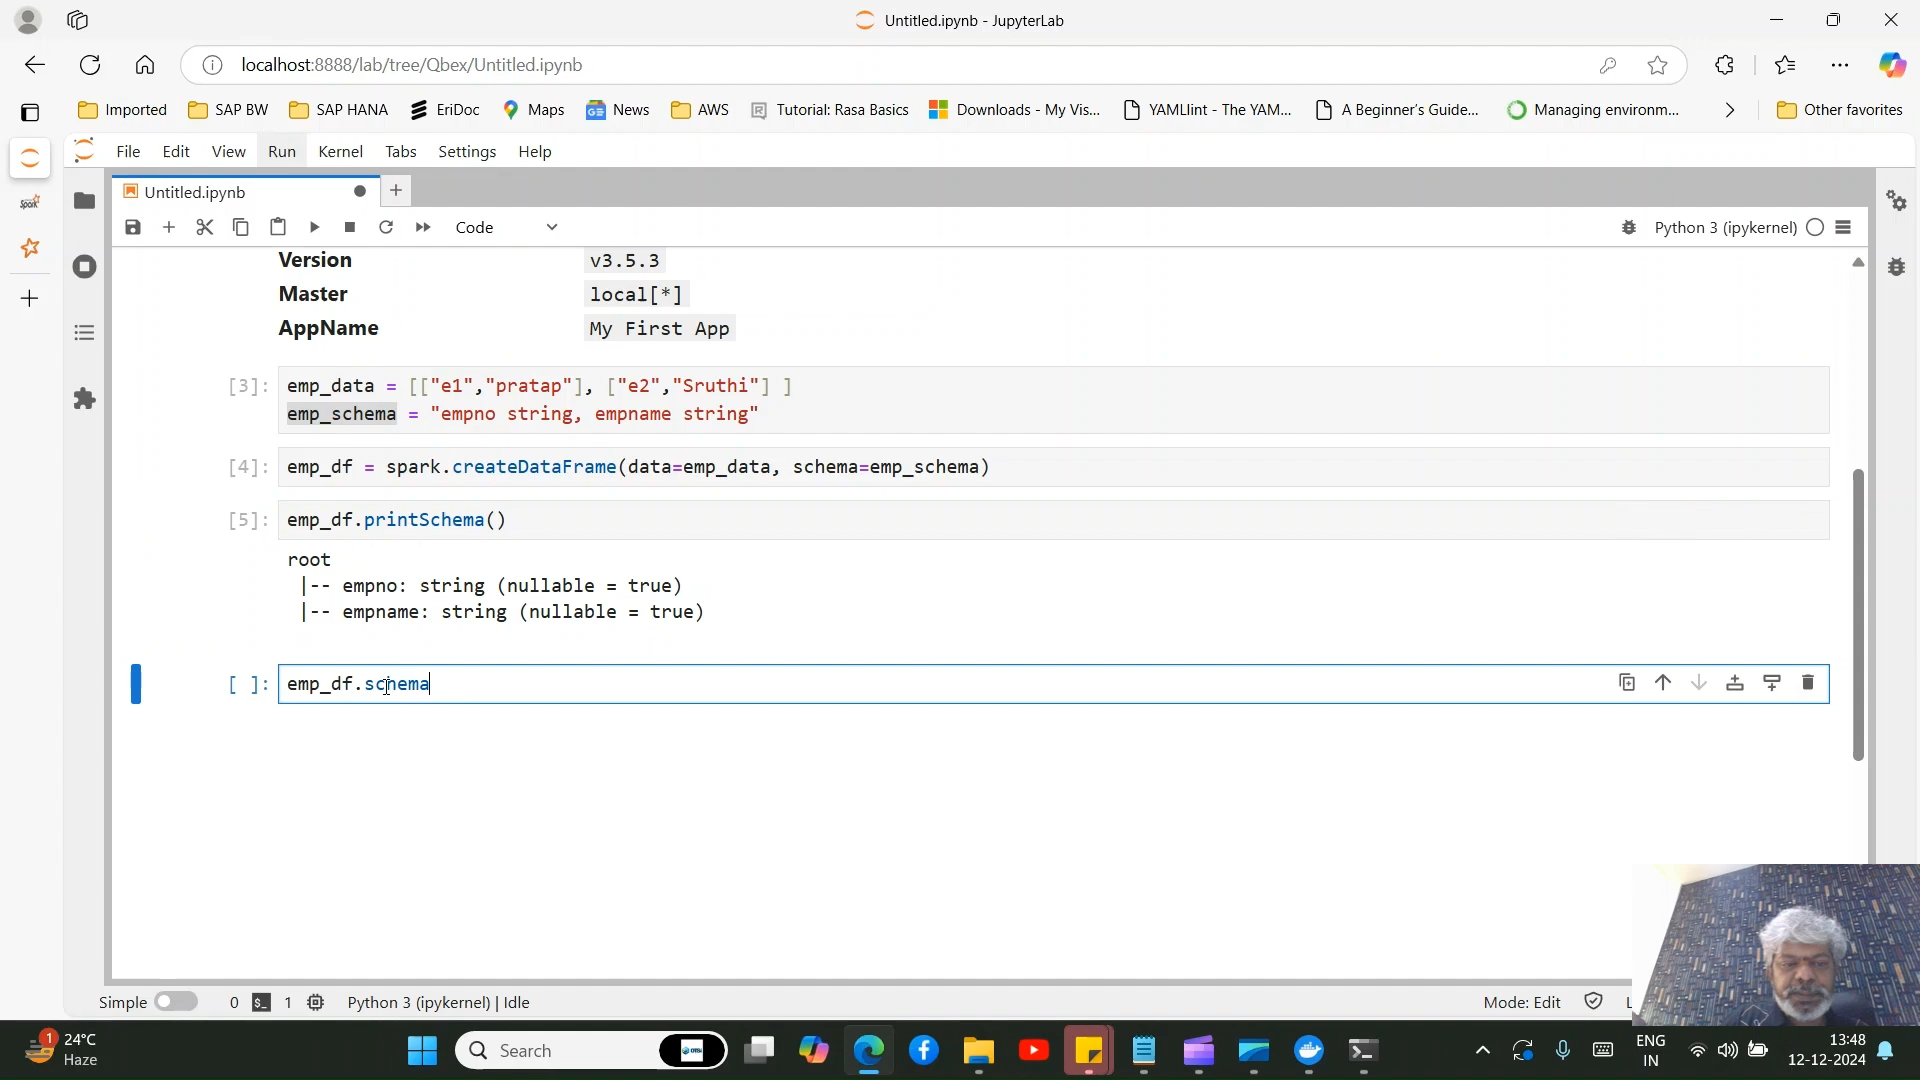 Untitled.ipynb - JupyterLab
localhost:8888/lab/tree/Qbex/Untitled.ipynb
Imported SAP BW SAP HANA EriDoc Maps News AWS Tutorial: Rasa Basics Downloads - My Vis... YAMLlint - The YAM... A Beginner's Guide... Managing environm... Other favorites
File Edit View Run Kernel Tabs Settings Help
Untitled.ipynb
Code Python 3 (ipykernel)
Version v3.5.3
Master local[*]
AppName My First App
[3]: emp_data = [["e1","pratap"], ["e2","Sruthi"] ]
emp_schema = "empno string, empname string"
[4]: emp_df = spark.createDataFrame(data=emp_data, schema=emp_schema)
[5]: emp_df.printSchema()
root
|-- empno: string (nullable = true)
|-- empname: string (nullable = true)
[ ]: emp_df.schema
Simple 0 1 Python 3 (ipykernel) | Idle Mode: Edit
1 24°C
Haze
Search
ENG
IN
13:48
12-12-2024